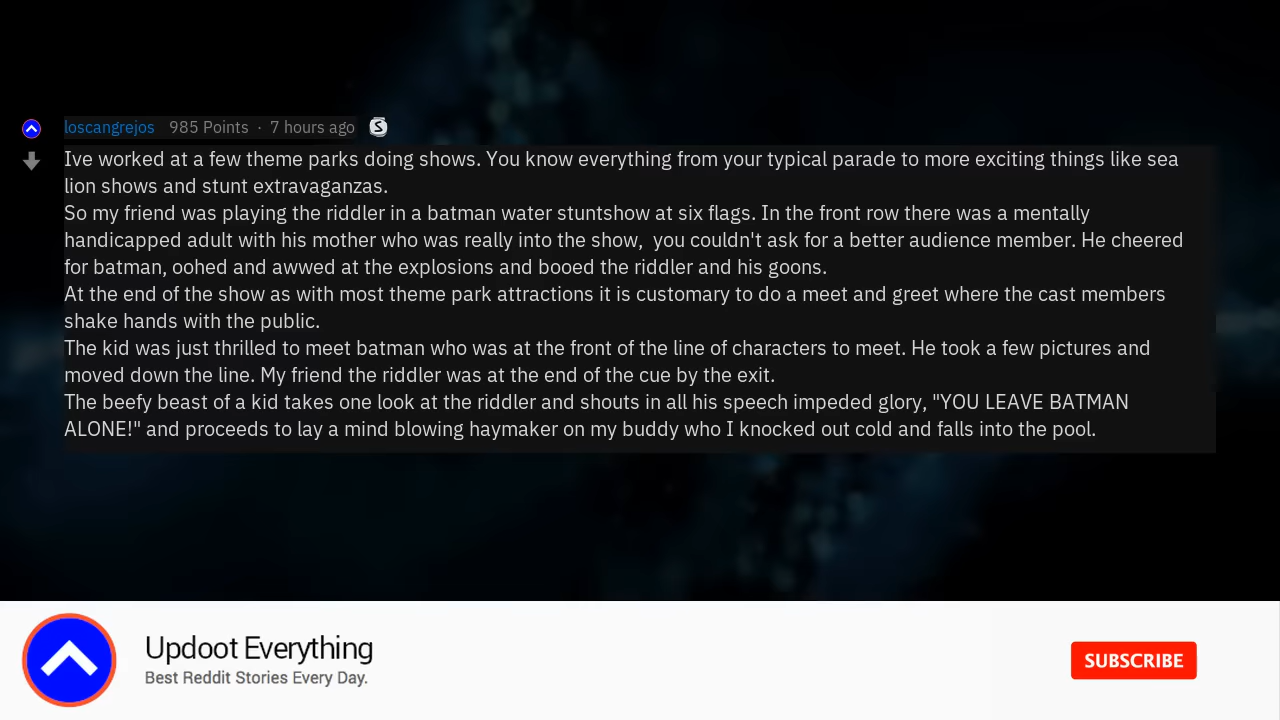 loscangrejos 985 Points · 7 hours ago
Ive worked at a few theme parks doing shows. You know everything from your typical parade to more exciting things like sea
lion shows and stunt extravaganzas.
So my friend was playing the riddler in a batman water stuntshow at six flags. In the front row there was a mentally
handicapped adult with his mother who was really into the show,  you couldn't ask for a better audience member. He cheered
for batman, oohed and awwed at the explosions and booed the riddler and his goons.
At the end of the show as with most theme park attractions it is customary to do a meet and greet where the cast members
shake hands with the public.
The kid was just thrilled to meet batman who was at the front of the line of characters to meet. He took a few pictures and
moved down the line. My friend the riddler was at the end of the cue by the exit.
The beefy beast of a kid takes one look at the riddler and shouts in all his speech impeded glory, "YOU LEAVE BATMAN
ALONE!" and proceeds to lay a mind blowing haymaker on my buddy who I knocked out cold and falls into the pool.
Updoot Everything
Best Reddit Stories Every Day.
SUBSCRIBE